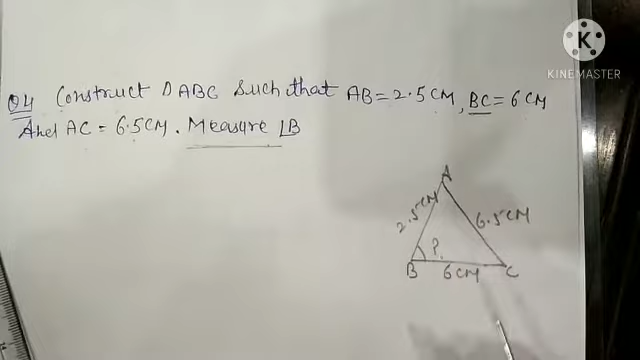 K
KINEMASTER
Q4 Construct ΔABC Such that AB = 2.5 CM, BC = 6 CM
And AC = 6.5 CM. Measure ∠B
A
2.5 CM
6.5 CM
?
B
6 CM
C